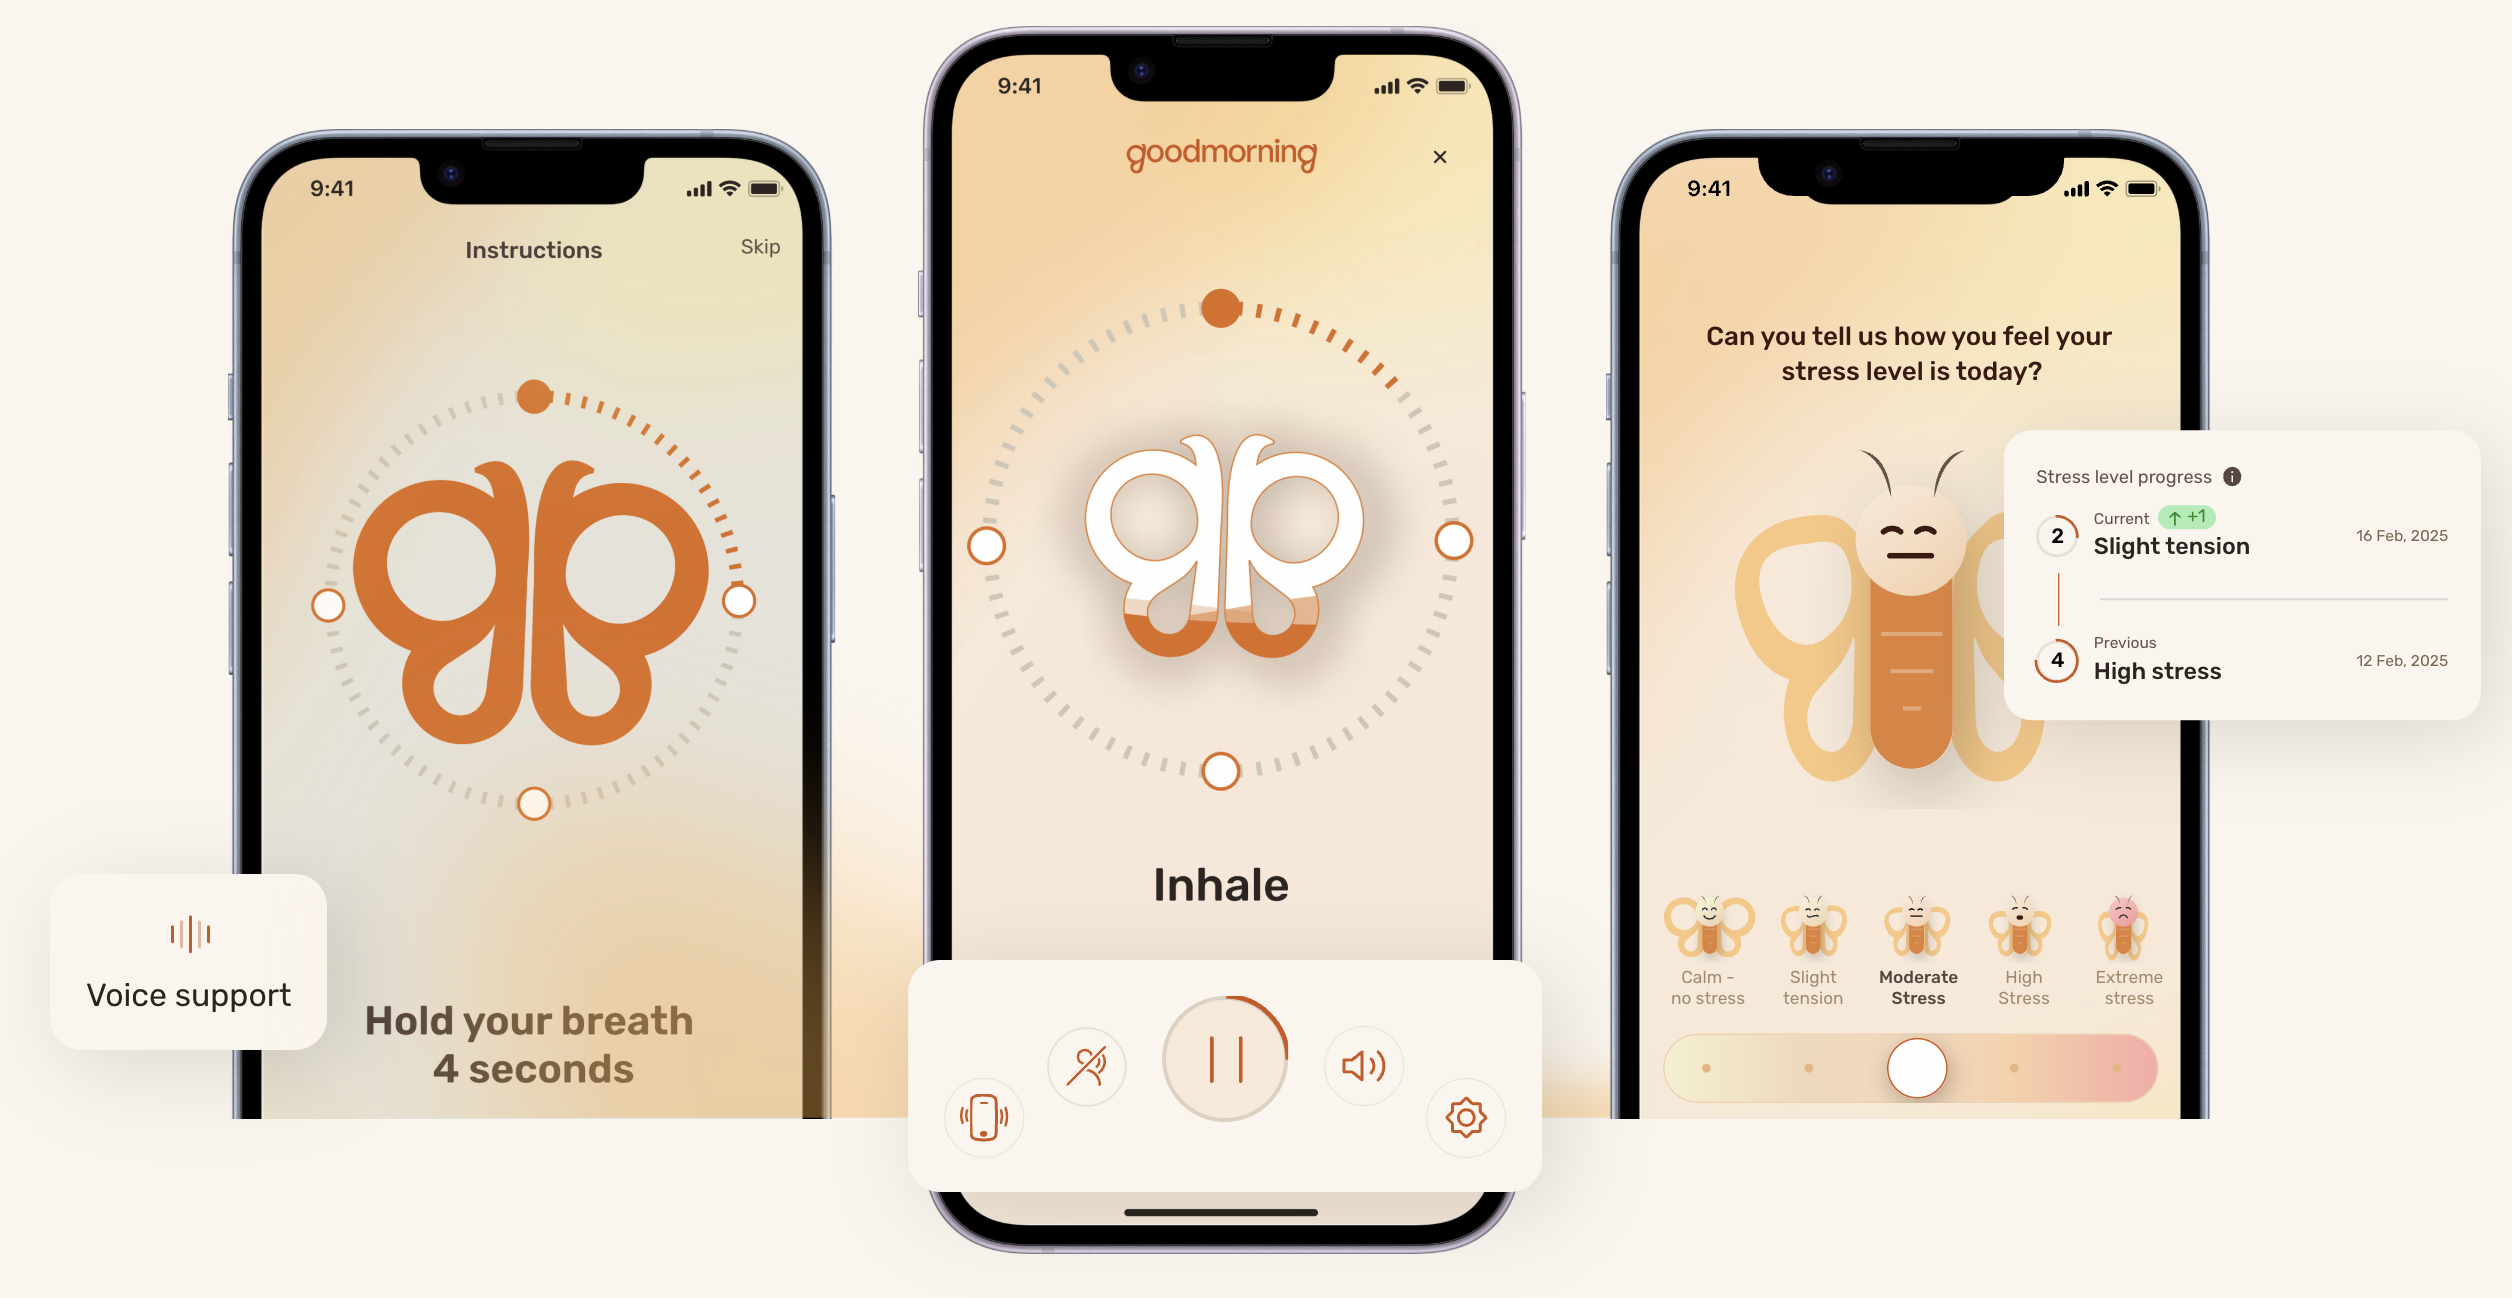 9:41
Instructions
Skip
Hold your breath
4 seconds
Voice support
9:41
goodmorning
Inhale
9:41
Can you tell us how you feel your
stress level is today?
Stress level progress
2
Current
+1
Slight tension
16 Feb, 2025
4
Previous
High stress
12 Feb, 2025
Calm -
no stress
Slight
tension
Moderate
Stress
High
Stress
Extreme
stress